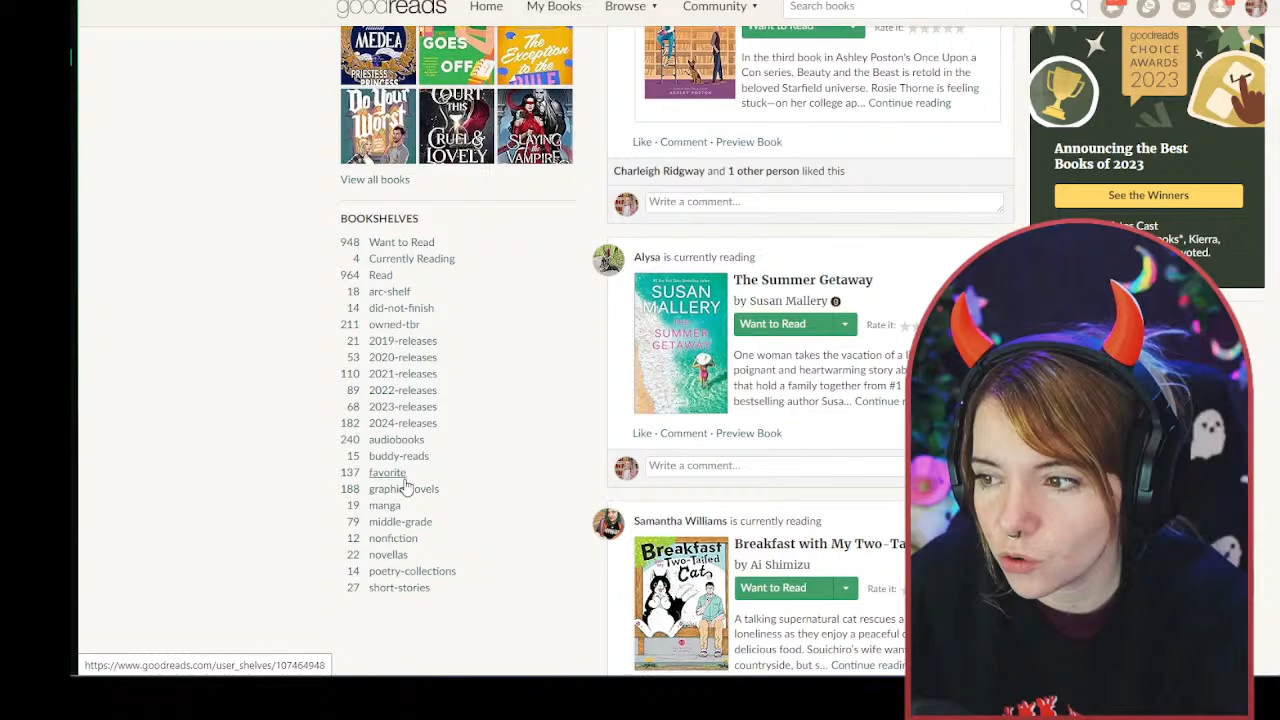 goodreads
Home
My Books
Browse
Community
Search books
MEDEA
PRIESTESS
PRINCESS
GOES
OFF
The
Exception
to the
RULE
Do Your
Worst
COURT THIS
CRUEL &
LOVELY
SLAYING
THE
VAMPIRE
View all books
BOOKSHELVES
948 Want to Read
4 Currently Reading
964 Read
18 arc-shelf
14 did-not-finish
211 owned-tbr
21 2019-releases
53 2020-releases
110 2021-releases
89 2022-releases
68 2023-releases
182 2024-releases
240 audiobooks
15 buddy-reads
137 favorite
188 graphic-novels
19 manga
79 middle-grade
12 nonfiction
22 novellas
14 poetry-collections
27 short-stories
https://www.goodreads.com/user_shelves/107464948
ASHLEY POSTON
Want to Read
Rate it:
In the third book in Ashley Poston's Once Upon a
Con series, Beauty and the Beast is retold in the
beloved Starfield universe. Rosie Thorne is feeling
stuck—on her college ap... Continue reading
Like · Comment · Preview Book
Charleigh Ridgway and 1 other person liked this
Write a comment...
Alysa is currently reading
SUSAN
MALLERY
THE
SUMMER
GETAWAY
The Summer Getaway
by Susan Mallery
Want to Read
Rate it:
One woman takes the vacation of a l
poignant and heartwarming story ab
that hold a family together from #1
bestselling author Susa... Continue r
Like · Comment · Preview Book
Write a comment...
Samantha Williams is currently reading
Breakfast
with My
Two-Tailed
Cat
Breakfast with My Two-Ta
by Ai Shimizu
Want to Read
Rate it:
A talking supernatural cat rescues a
loneliness as they enjoy a peaceful c
delicious food. Souichiro's wife want
countryside, but s... Continue readin
goodreads
CHOICE
AWARDS
2023
Announcing the Best
Books of 2023
See the Winners
Cast
ooks*, Kierra,
voted.